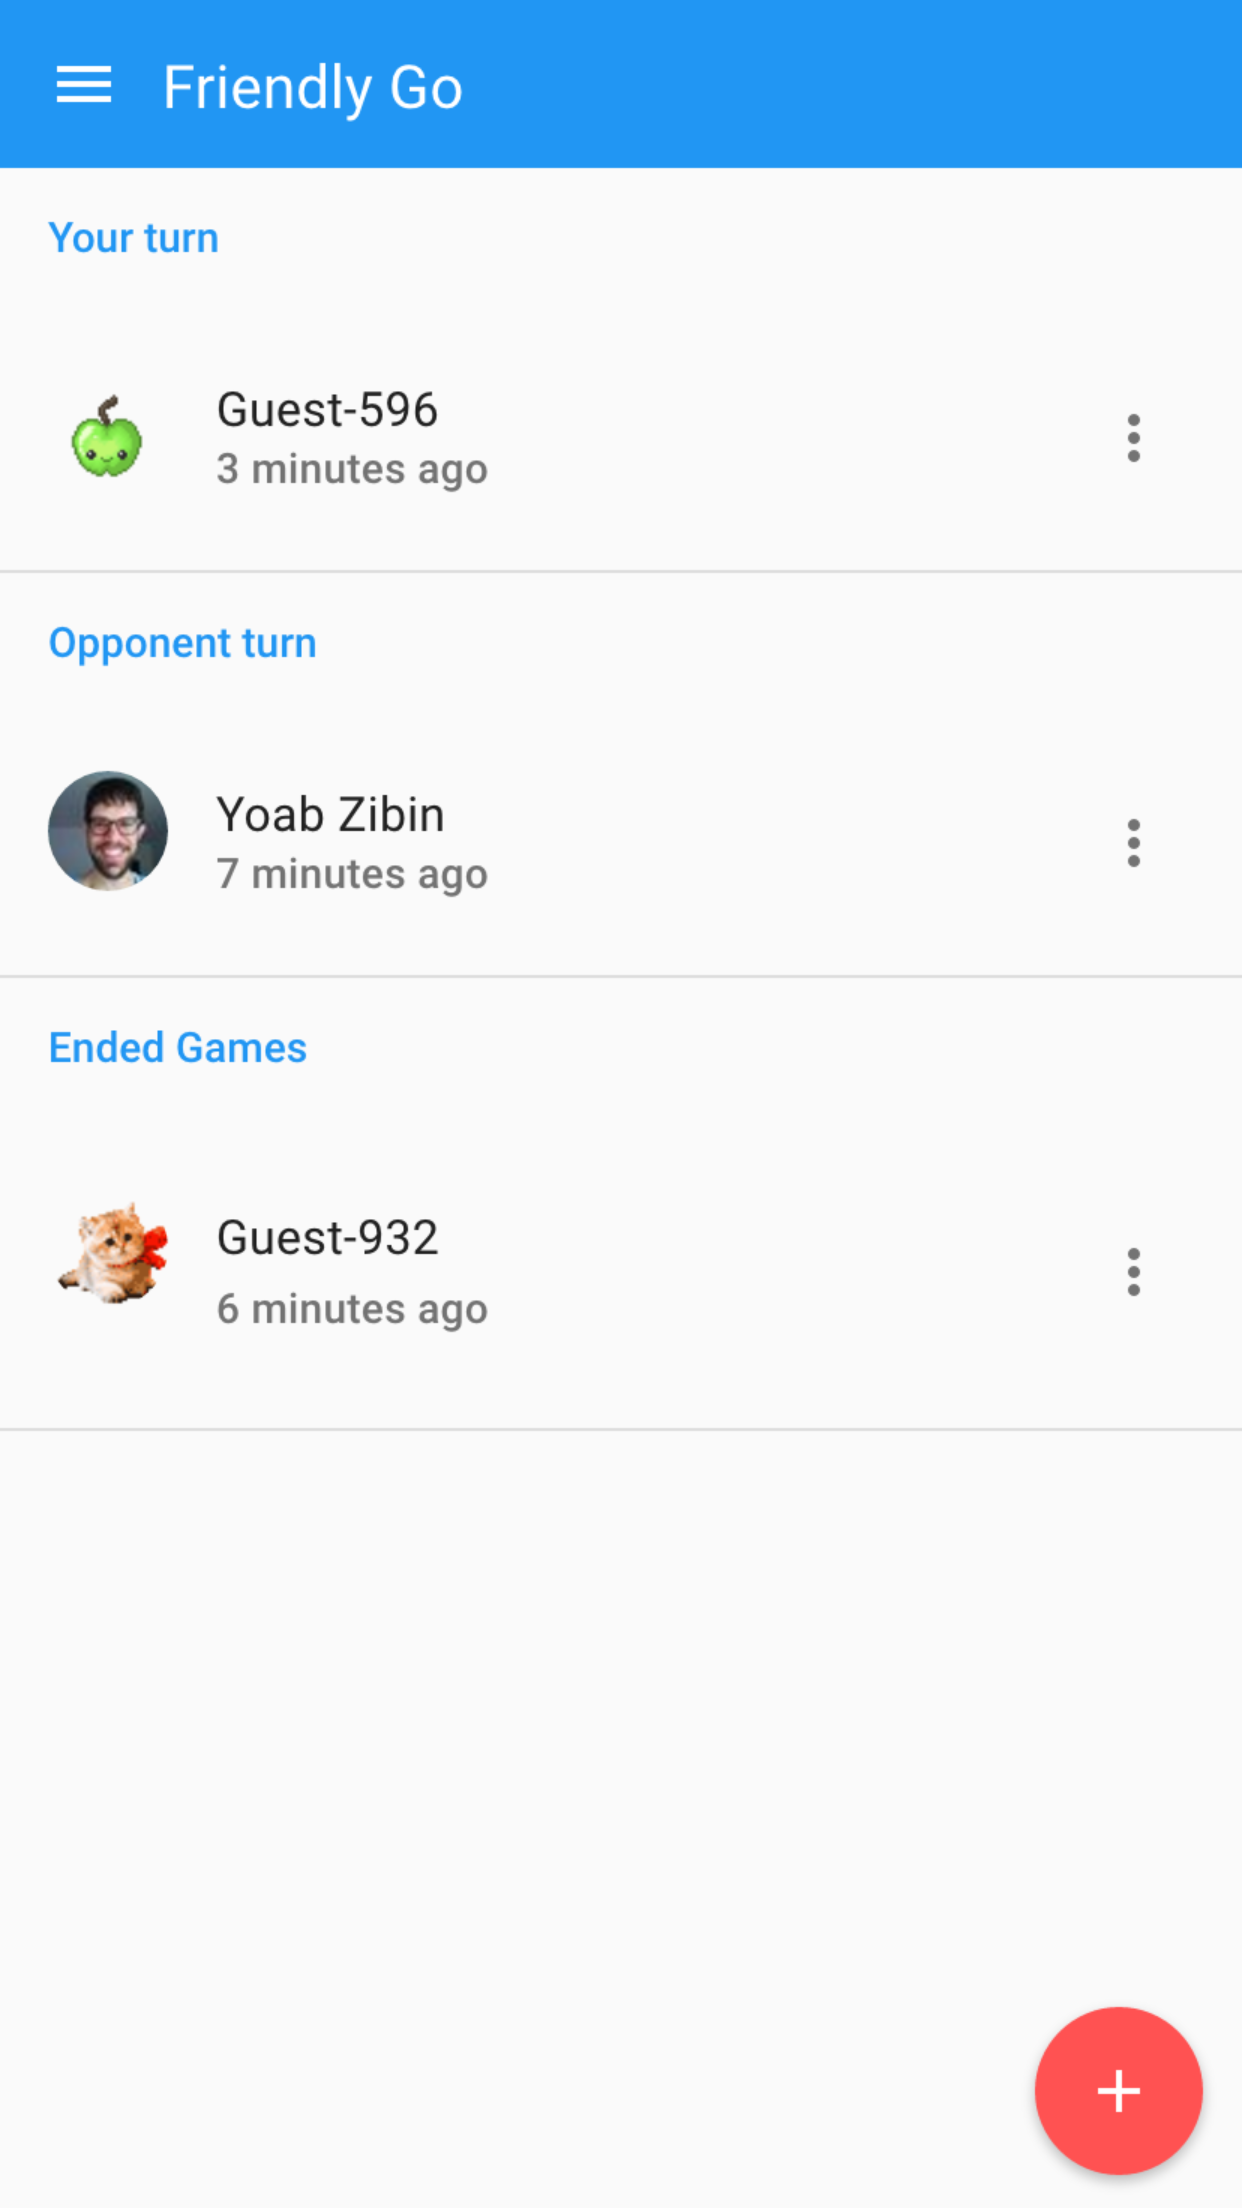 Friendly Go
Your turn
Guest-596
3 minutes ago
Opponent turn
Yoab Zibin
7 minutes ago
Ended Games
Guest-932
6 minutes ago